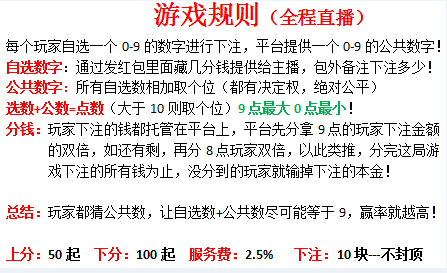 游戏规则（全程直播）
每个玩家自选一个 0-9 的数字进行下注，平台提供一个 0-9 的公共数字！
自选数字：通过发红包里面藏几分钱提供给主播，包外备注下注多少！
公共数字：所有自选数相加取个位（都有决定权，绝对公平）
选数+公数=点数（大于 10 则取个位）9 点最大 0 点最小！
分钱：玩家下注的钱都托管在平台上，平台先分拿 9 点的玩家下注金额
的双倍，如还有剩，再分 8 点玩家双倍，以此类推，分完这局游
戏下注的所有钱为止，没分到的玩家就输掉下注的本金！
总结：玩家都猜公共数，让自选数+公共数尽可能等于 9，赢率就越高！
上分：50 起 下分：100 起 服务费：2.5% 下注：10 块---不封顶